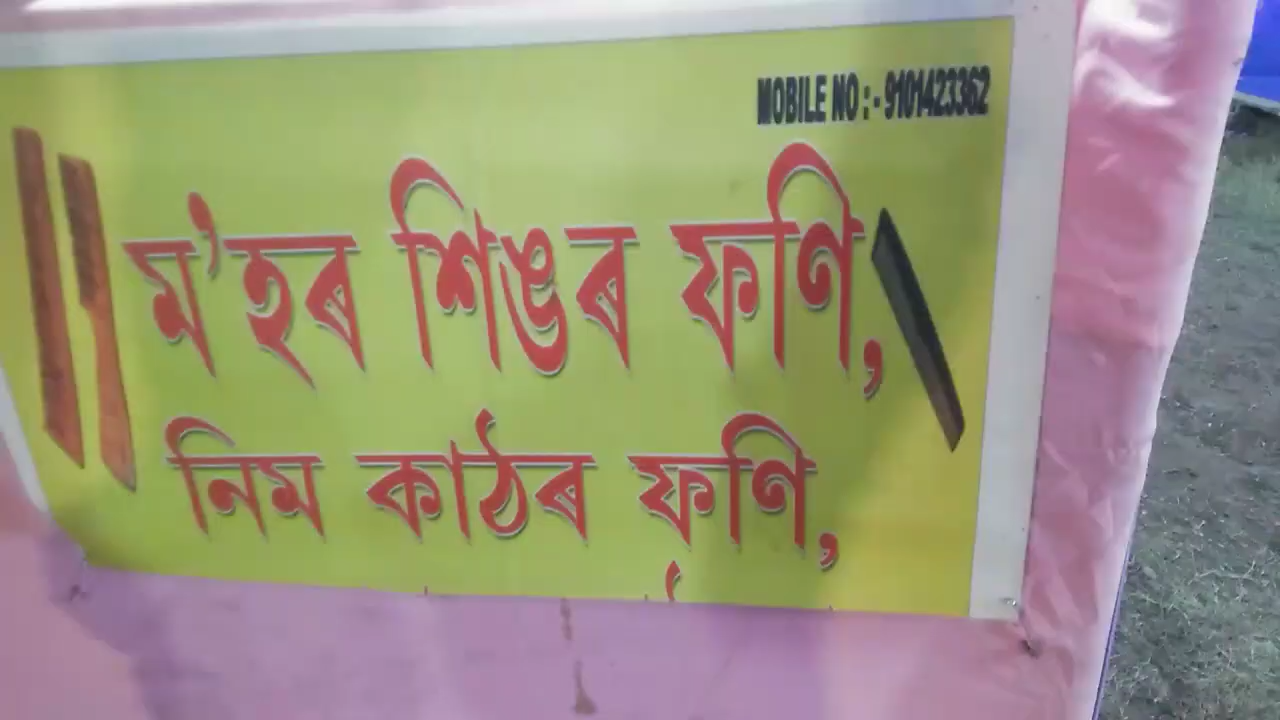 MOBILE NO :- 9101423362
ম'হৰ শিঙৰ ফণি,
নিম কাঠৰ ফণি,